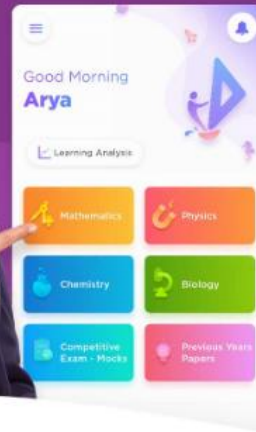 Good Morning
Arya
Learning Analysis
Mathematics
Physics
Chemistry
Biology
Competitive
Exam - Mocks
Previous Years
Papers